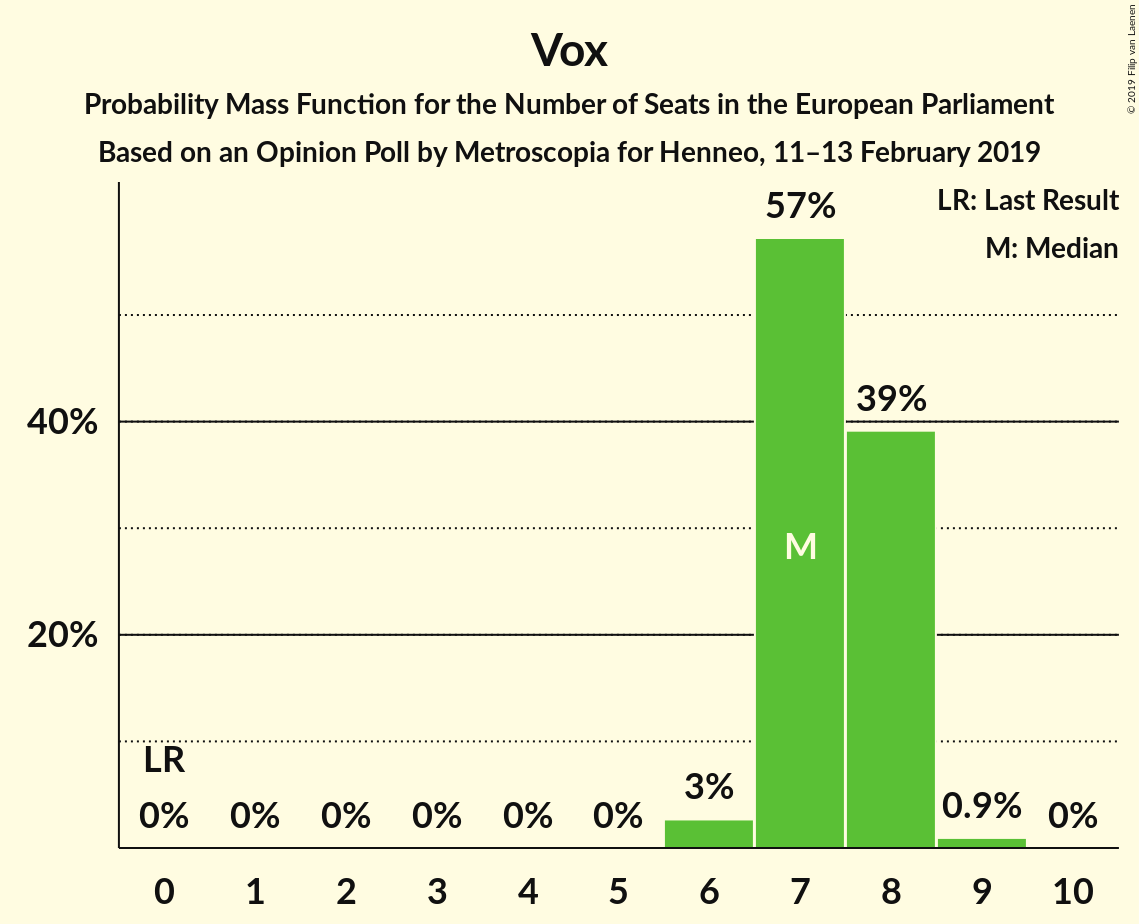 Vox
Probability Mass Function for the Number of Seats in the European Parliament
Based on an Opinion Poll by Metroscopia for Henneo, 11–13 February 2019
© 2019 Filip van Laenen
LR: Last Result
M: Median
57%
39%
40%
M
20%
LR
3%
0.9%
0% 0% 0% 0% 0% 0% 0%
0 1 2 3 4 5 6 7 8 9 10